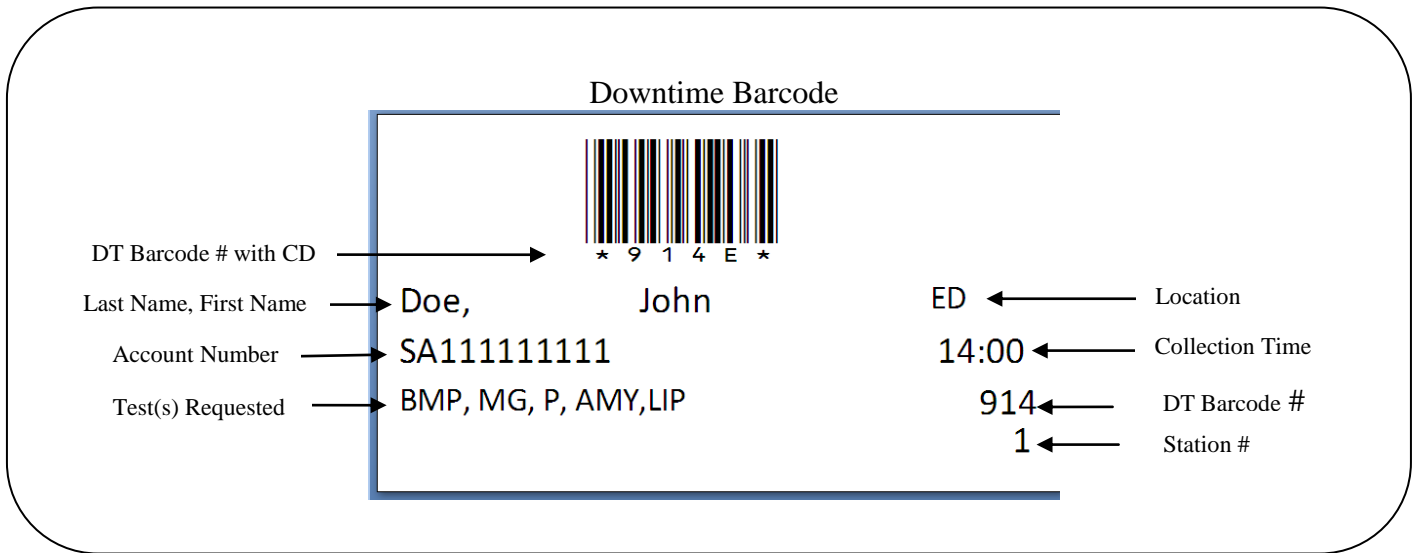 Downtime Barcode
DT Barcode # with CD * 9 1 4 E *
Last Name, First Name Doe, John ED Location
Account Number SA111111111 14:00 Collection Time
Test(s) Requested BMP, MG, P, AMY,LIP 914 DT Barcode #
1 Station #